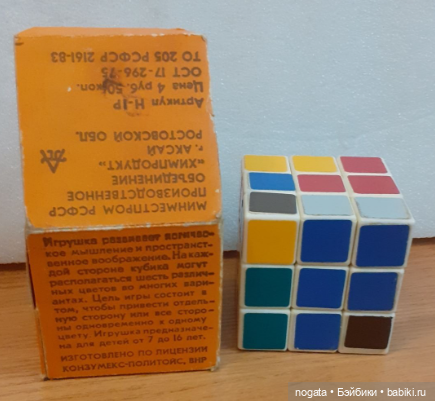 МИНМЕСТПРОМ РСФСР
ПРОИЗВОДСТВЕННОЕ
ОБЪЕДИНЕНИЕ
"ХИМПРОДУКТ"
г. АКСАЙ
РОСТОВСКОЙ ОБЛ.
Артикул Н-1Р
Цена 4 руб. 50 коп.
ОСТ 17-296-75
ТО 205 РСФСР 2161-83
Игрушка развивает логичес-
кое мышление и пространст-
венное воображение. На каж-
дой стороне кубика могут
располагаться шесть различ-
ных цветов во многих вари-
антах. Цель игры состоит в
том, чтобы привести отдель-
ную сторону или все сторо-
ны одновременно к одному
цвету. Игрушка предназначе-
на для детей от 7 до 16 лет.
ИЗГОТОВЛЕНО ПО ЛИЦЕНЗИИ
КОНЗУМЕКС-ПОЛИТОЙС, ВНР
nogata • Бэйбики • babiki.ru